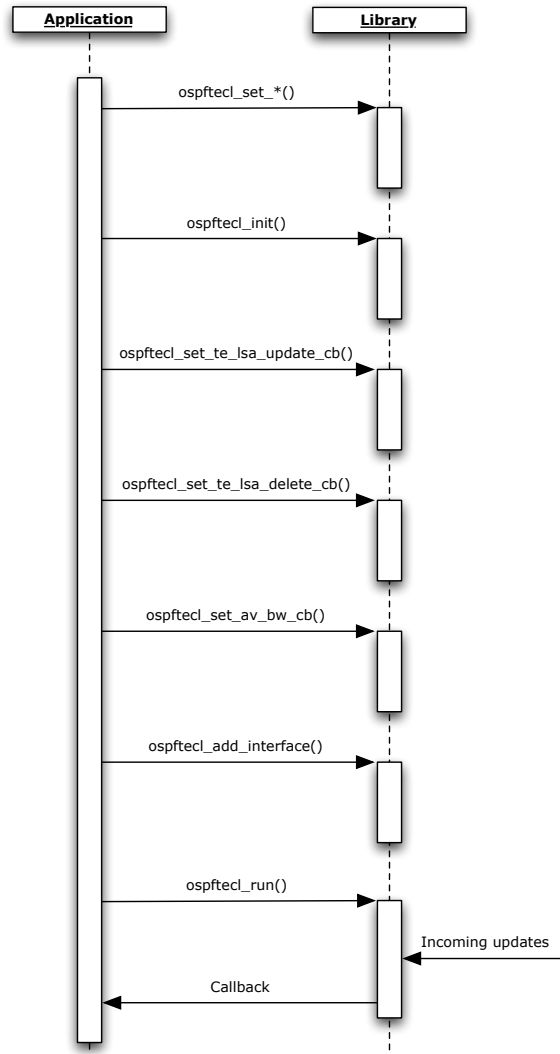 Application
Library
ospftecl_set_*()
ospftecl_init()
ospftecl_set_te_lsa_update_cb()
ospftecl_set_te_lsa_delete_cb()
ospftecl_set_av_bw_cb()
ospftecl_add_interface()
ospftecl_run()
Incoming updates
Callback